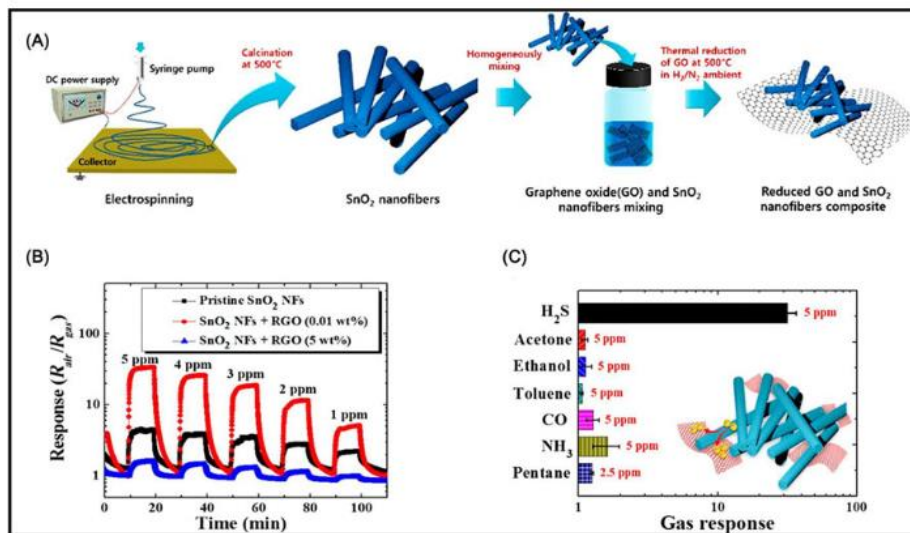 (A)
DC power supply
Syringe pump
Collector
Electrospinning
Calcination
at 500°C
SnO₂ nanofibers
Homogeneously
mixing
Graphene oxide(GO) and SnO₂
nanofibers mixing
Thermal reduction
of GO at 500°C
in H₂/N₂ ambient
Reduced GO and SnO₂
nanofibers composite
(B)
Response (R_air/R_gas)
100
10
1
Pristine SnO₂ NFs
SnO₂ NFs + RGO (0.01 wt%)
SnO₂ NFs + RGO (5 wt%)
5 ppm
4 ppm
3 ppm
2 ppm
1 ppm
0 20 40 60 80 100 120
Time (min)
(C)
H₂S 5 ppm
Acetone 5 ppm
Ethanol 5 ppm
Toluene 5 ppm
CO 5 ppm
NH₃ 5 ppm
Pentane 2.5 ppm
1 10 100
Gas response